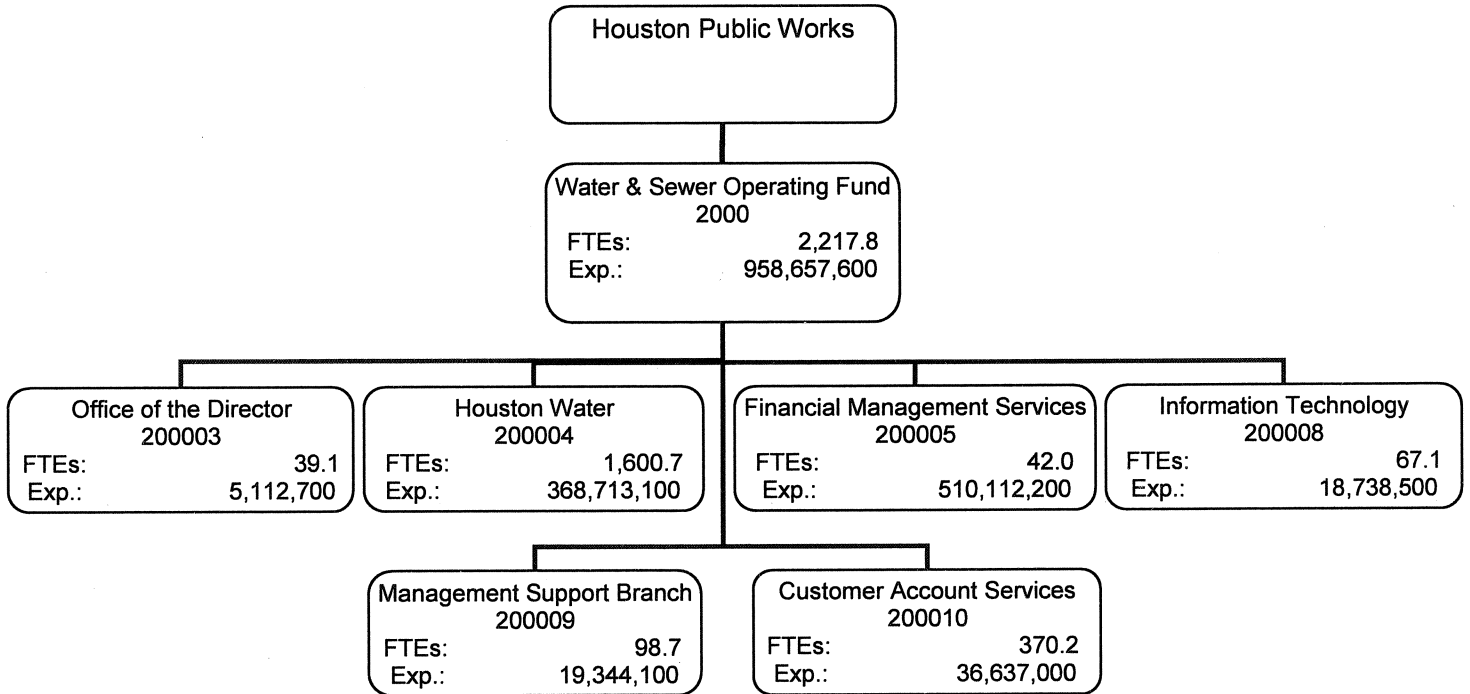 Houston Public Works
Water & Sewer Operating Fund
2000
FTEs: 2,217.8
Exp.: 958,657,600
Office of the Director
200003
FTEs: 39.1
Exp.: 5,112,700
Houston Water
200004
FTEs: 1,600.7
Exp.: 368,713,100
Financial Management Services
200005
FTEs: 42.0
Exp.: 510,112,200
Information Technology
200008
FTEs: 67.1
Exp.: 18,738,500
Management Support Branch
200009
FTEs: 98.7
Exp.: 19,344,100
Customer Account Services
200010
FTEs: 370.2
Exp.: 36,637,000